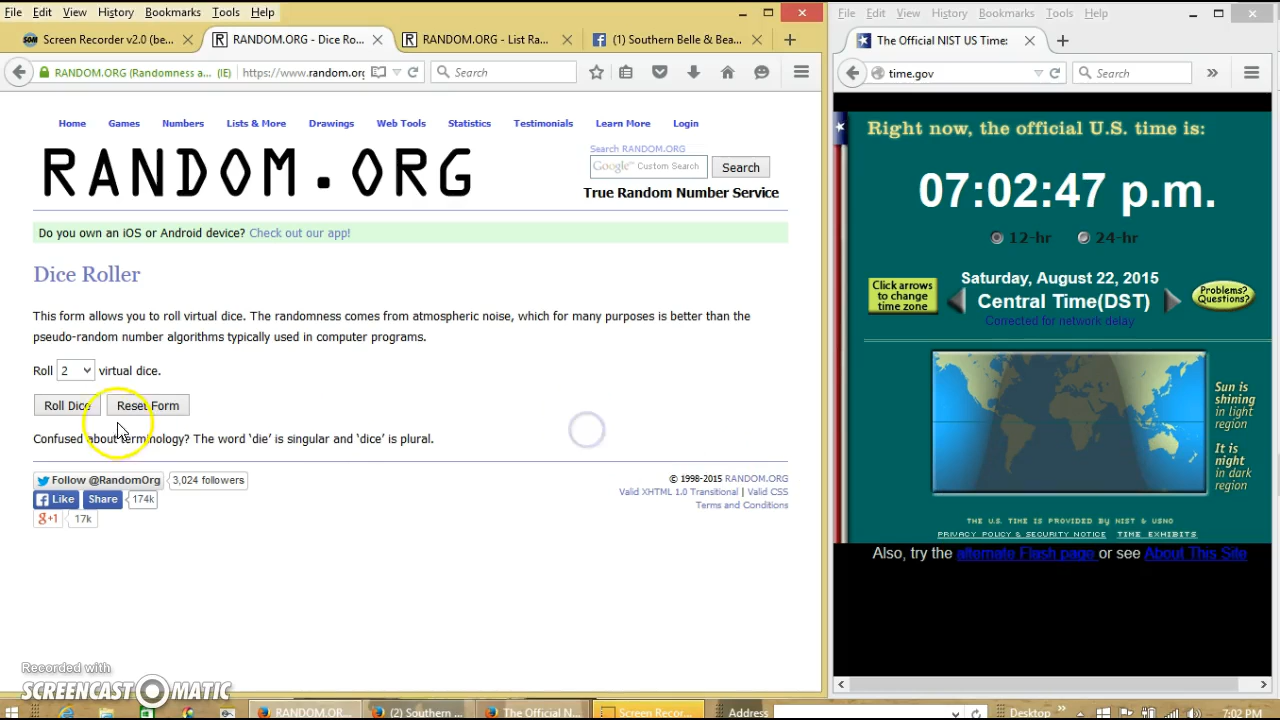 File Edit View History Bookmarks Tools Help
Screen Recorder v2.0 (be...
RANDOM.ORG - Dice Ro...
RANDOM.ORG - List Ra...
(1) Southern Belle & Bea...
RANDOM.ORG (Randomness a... (IE)
https://www.random.org
Search
Home Games Numbers Lists & More Drawings Web Tools Statistics Testimonials Learn More Login
RANDOM.ORG
Search RANDOM.ORG
Google™ Custom Search
Search
True Random Number Service
Do you own an iOS or Android device? Check out our app!
Dice Roller
This form allows you to roll virtual dice. The randomness comes from atmospheric noise, which for many purposes is better than the
pseudo-random number algorithms typically used in computer programs.
Roll 2 virtual dice.
Roll Dice Reset Form
Confused about terminology? The word ‘die’ is singular and ‘dice’ is plural.
Follow @RandomOrg 3,024 followers
Like Share 174k
g+1 17k
© 1998-2015 RANDOM.ORG
Valid XHTML 1.0 Transitional | Valid CSS
Terms and Conditions
Recorded with
SCREENCAST MATIC
File Edit View History Bookmarks Tools Help
The Official NIST US Time:
time.gov
Search
Right now, the official U.S. time is:
07:02:47 p.m.
12-hr 24-hr
Click arrows
to change
time zone
Saturday, August 22, 2015
Central Time(DST)
Corrected for network delay
Problems?
Questions?
Sun is
shining
in light
region
It is
night
in dark
region
THE U.S. TIME IS PROVIDED BY NIST & USNO
PRIVACY POLICY & SECURITY NOTICE TIME EXHIBITS
Also, try the alternate Flash page or see About This Site
RANDOM.OR...
(2) Southern ...
The Official N...
Screen Recor...
Address
Desktop
7:02 PM